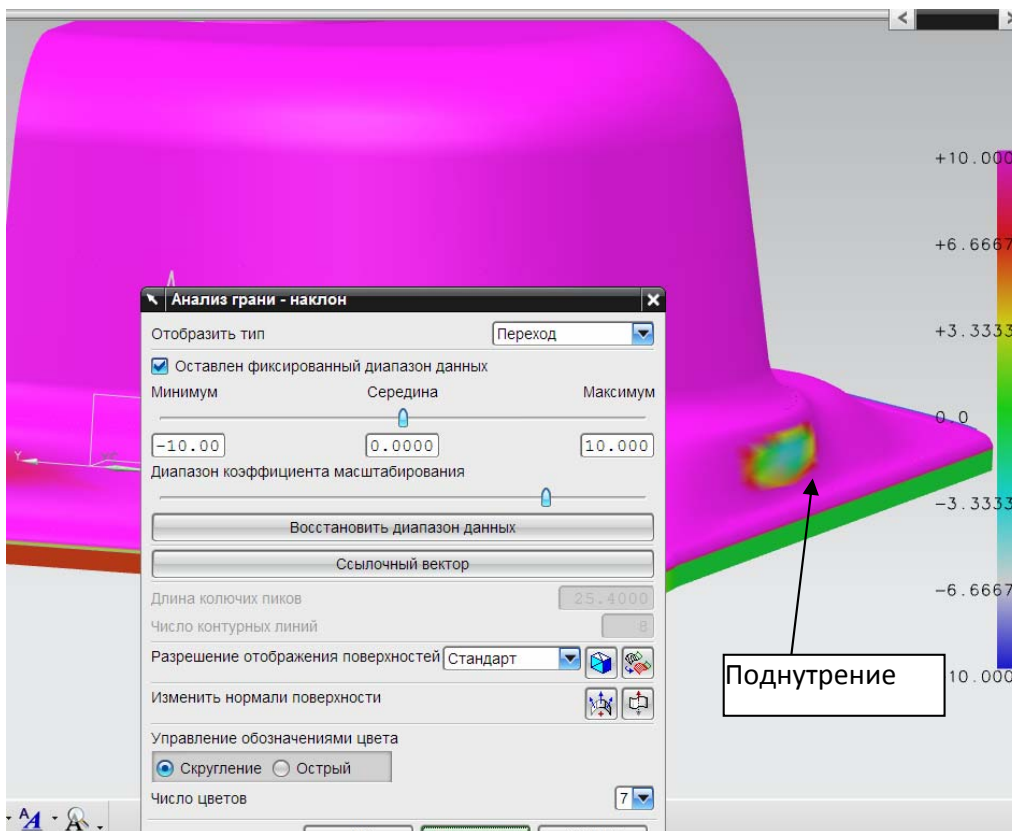 Анализ грани - наклон
Отобразить тип Переход
Оставлен фиксированный диапазон данных
Минимум Середина Максимум
-10.00 0.0000 10.000
Диапазон коэффициента масштабирования
Восстановить диапазон данных
Ссылочный вектор
Длина колючих пиков 25.4000
Число контурных линий 8
Разрешение отображения поверхностей Стандарт
Изменить нормали поверхности
Управление обозначениями цвета
Скругление Острый
Число цветов 7
+10.000
+6.6667
+3.3333
0.0
-3.3333
-6.6667
10.000
Поднутрение
Y